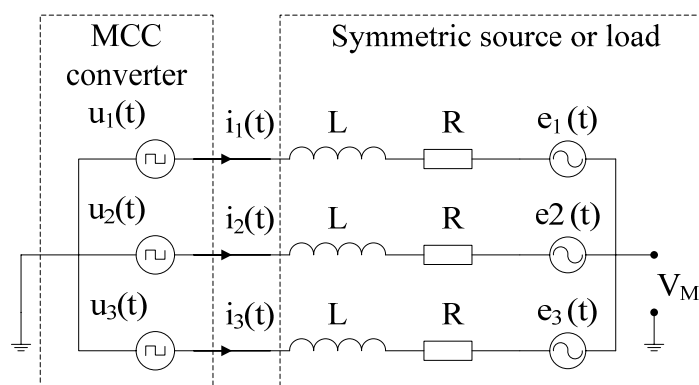 MCC converter
Symmetric source or load
u1(t) i1(t) L R e1(t)
u2(t) i2(t) L R e2(t)
VM
u3(t) i3(t) L R e3(t)